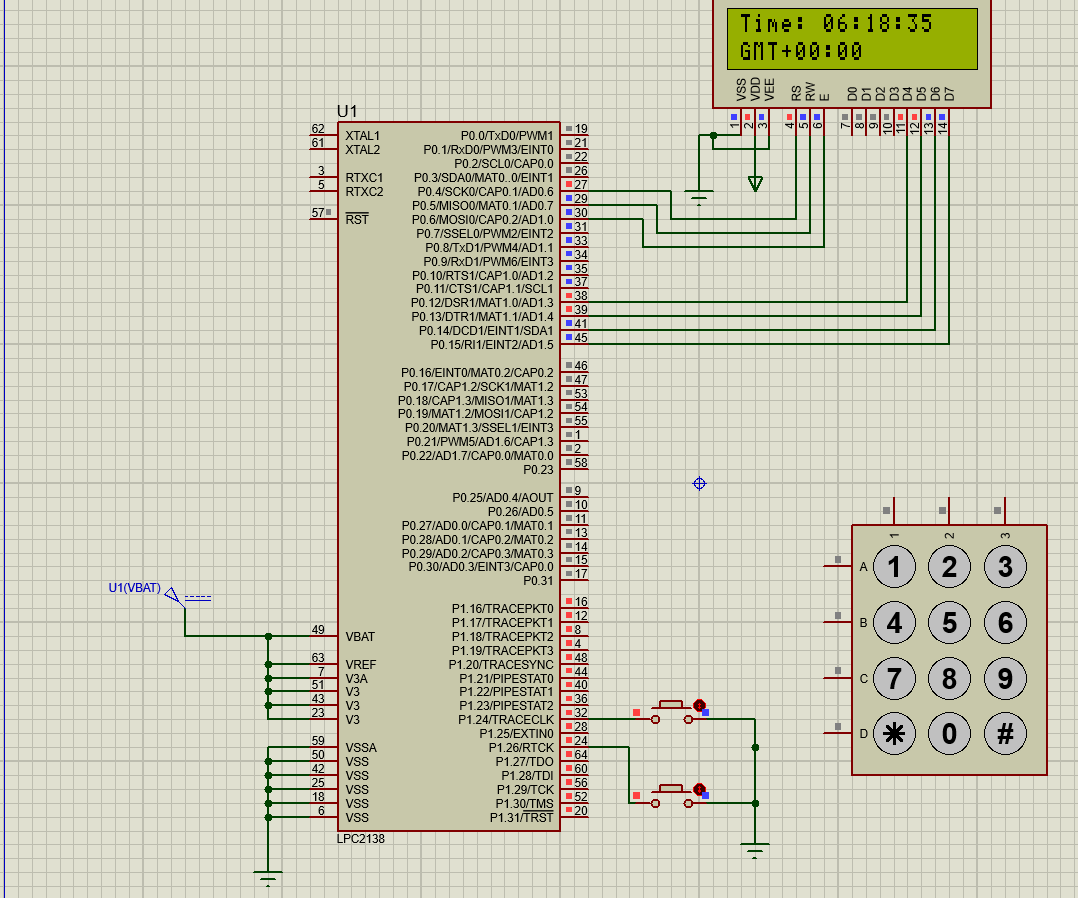 Time: 06:18:35
GMT+00:00
VSS VDD VEE RS RW E D0 D1 D2 D3 D4 D5 D6 D7
1 2 3 4 5 6 7 8 9 10 11 12 13 14
U1
62 XTAL1
61 XTAL2
3 RTXC1
5 RTXC2
57 RST
U1(VBAT)
49 VBAT
63 VREF
7 V3A
51 V3
43 V3
23 V3
59 VSSA
50 VSS
42 VSS
25 VSS
18 VSS
6 VSS
P0.0/TxD0/PWM1 19
P0.1/RxD0/PWM3/EINT0 21
P0.2/SCL0/CAP0.0 22
P0.3/SDA0/MAT0..0/EINT1 26
P0.4/SCK0/CAP0.1/AD0.6 27
P0.5/MISO0/MAT0.1/AD0.7 29
P0.6/MOSI0/CAP0.2/AD1.0 30
P0.7/SSEL0/PWM2/EINT2 31
P0.8/TxD1/PWM4/AD1.1 33
P0.9/RxD1/PWM6/EINT3 34
P0.10/RTS1/CAP1.0/AD1.2 35
P0.11/CTS1/CAP1.1/SCL1 37
P0.12/DSR1/MAT1.0/AD1.3 38
P0.13/DTR1/MAT1.1/AD1.4 39
P0.14/DCD1/EINT1/SDA1 41
P0.15/RI1/EINT2/AD1.5 45
P0.16/EINT0/MAT0.2/CAP0.2 46
P0.17/CAP1.2/SCK1/MAT1.2 47
P0.18/CAP1.3/MISO1/MAT1.3 53
P0.19/MAT1.2/MOSI1/CAP1.2 54
P0.20/MAT1.3/SSEL1/EINT3 55
P0.21/PWM5/AD1.6/CAP1.3 1
P0.22/AD1.7/CAP0.0/MAT0.0 2
P0.23 58
P0.25/AD0.4/AOUT 9
P0.26/AD0.5 10
P0.27/AD0.0/CAP0.1/MAT0.1 11
P0.28/AD0.1/CAP0.2/MAT0.2 13
P0.29/AD0.2/CAP0.3/MAT0.3 14
P0.30/AD0.3/EINT3/CAP0.0 15
P0.31 17
P1.16/TRACEPKT0 16
P1.17/TRACEPKT1 12
P1.18/TRACEPKT2 8
P1.19/TRACEPKT3 4
P1.20/TRACESYNC 48
P1.21/PIPESTAT0 44
P1.22/PIPESTAT1 40
P1.23/PIPESTAT2 36
P1.24/TRACECLK 32
P1.25/EXTIN0 28
P1.26/RTCK 24
P1.27/TDO 64
P1.28/TDI 60
P1.29/TCK 56
P1.30/TMS 52
P1.31/TRST 20
LPC2138
1 2 3
A 1 2 3
B 4 5 6
C 7 8 9
D * 0 #